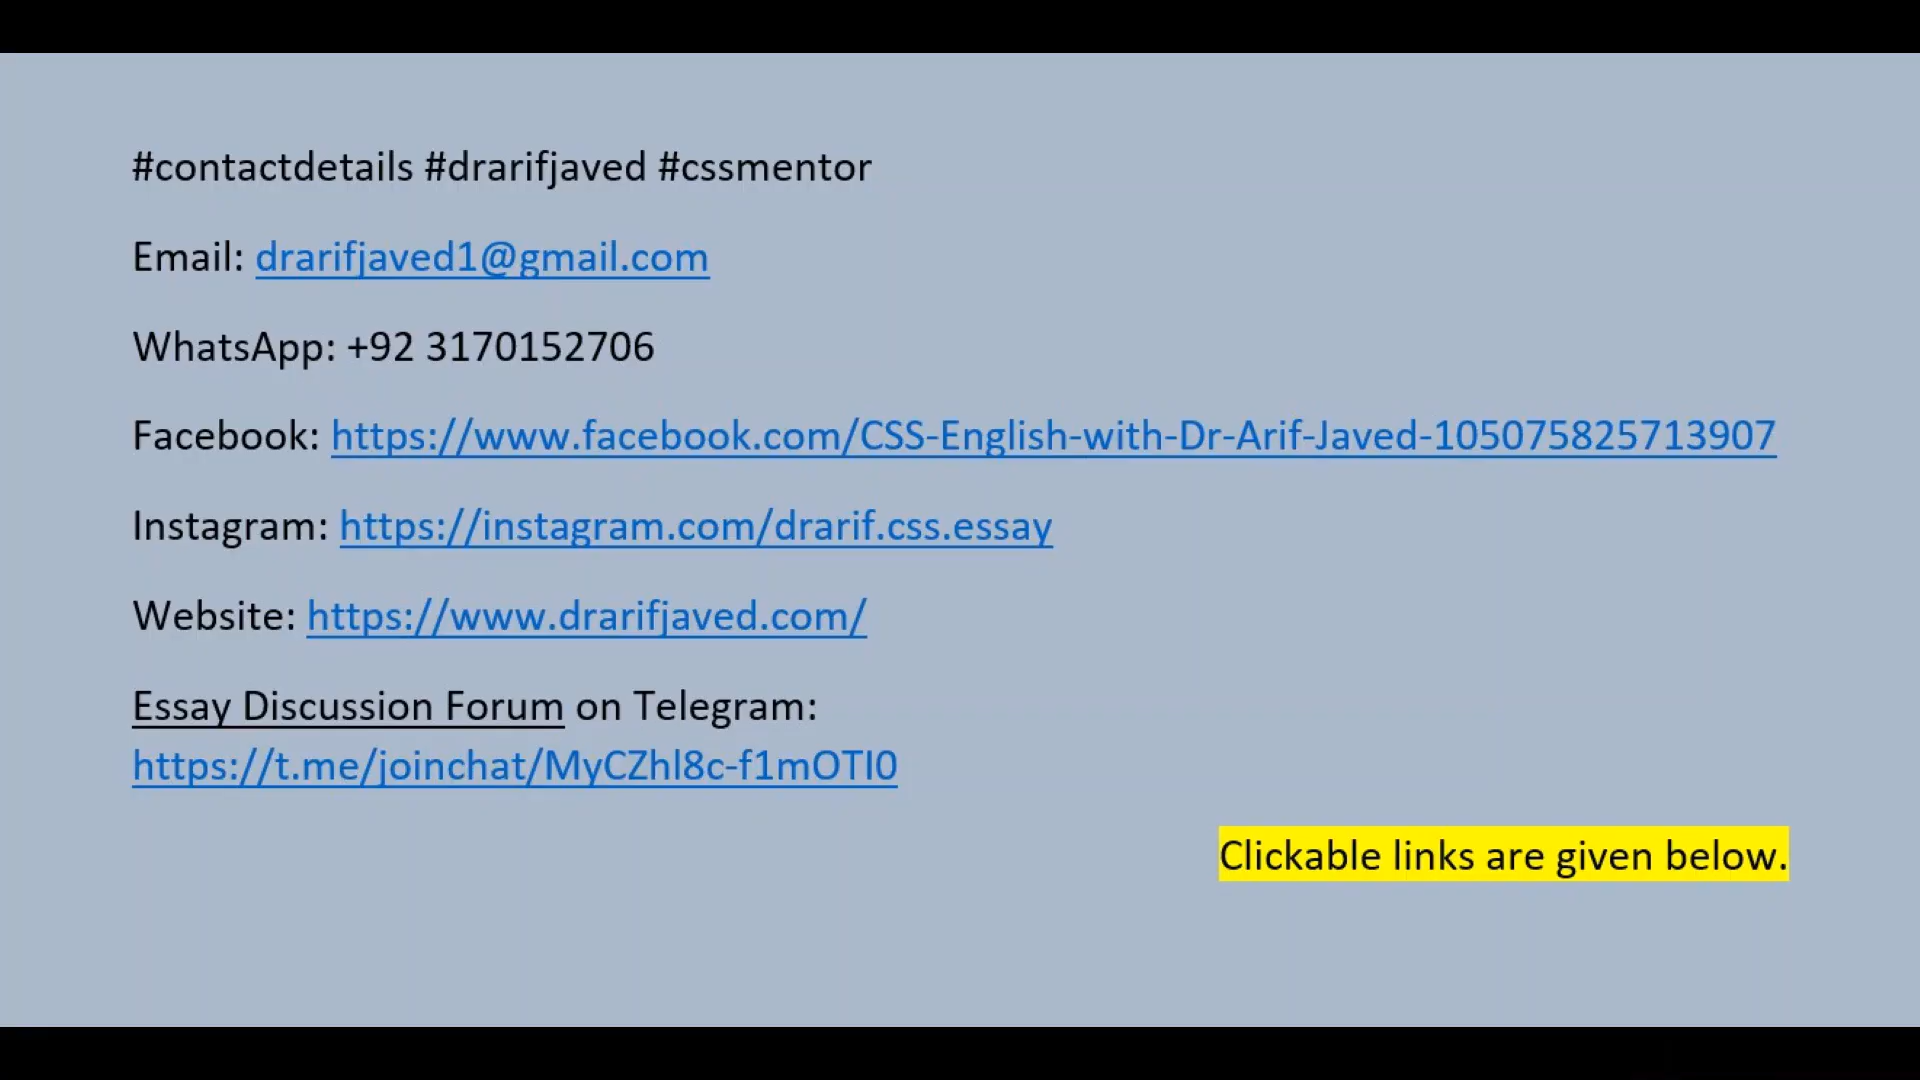 #contactdetails #drarifjaved #cssmentor
Email: drarifjaved1@gmail.com
WhatsApp: +92 3170152706
Facebook: https://www.facebook.com/CSS-English-with-Dr-Arif-Javed-105075825713907
Instagram: https://instagram.com/drarif.css.essay
Website: https://www.drarifjaved.com/
Essay Discussion Forum on Telegram:
https://t.me/joinchat/MyCZhl8c-f1mOTI0
Clickable links are given below.